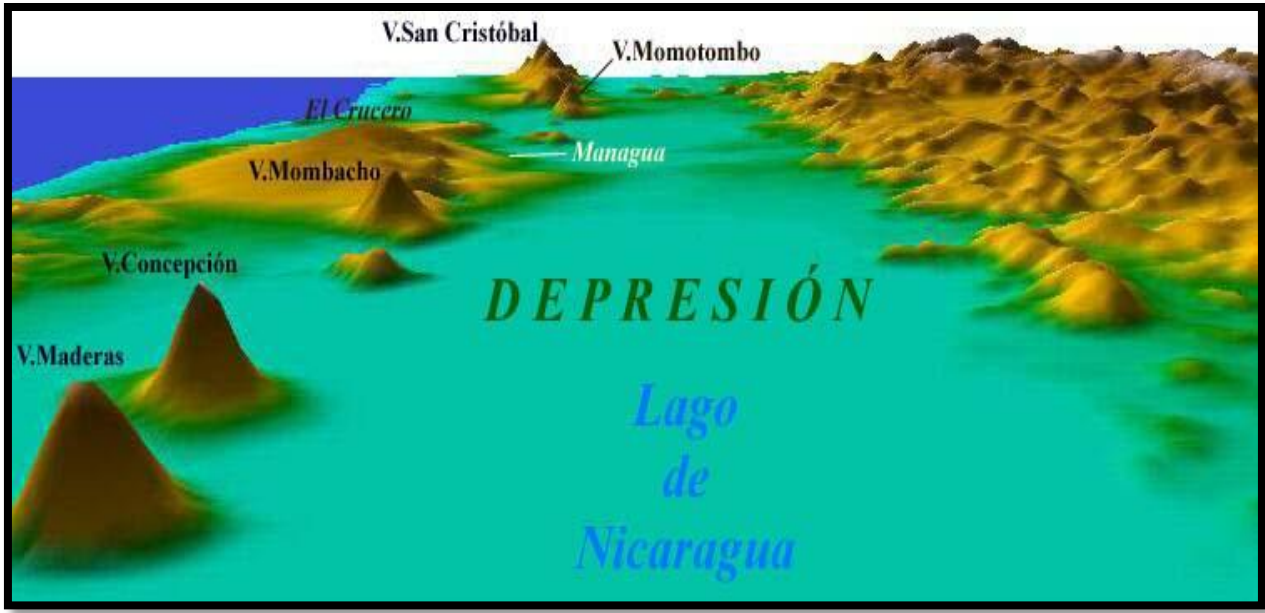 V.San Cristóbal
V.Momotombo
El Crucero
Managua
V.Mombacho
V.Concepción
DEPRESIÓN
V.Maderas
Lago
de
Nicaragua